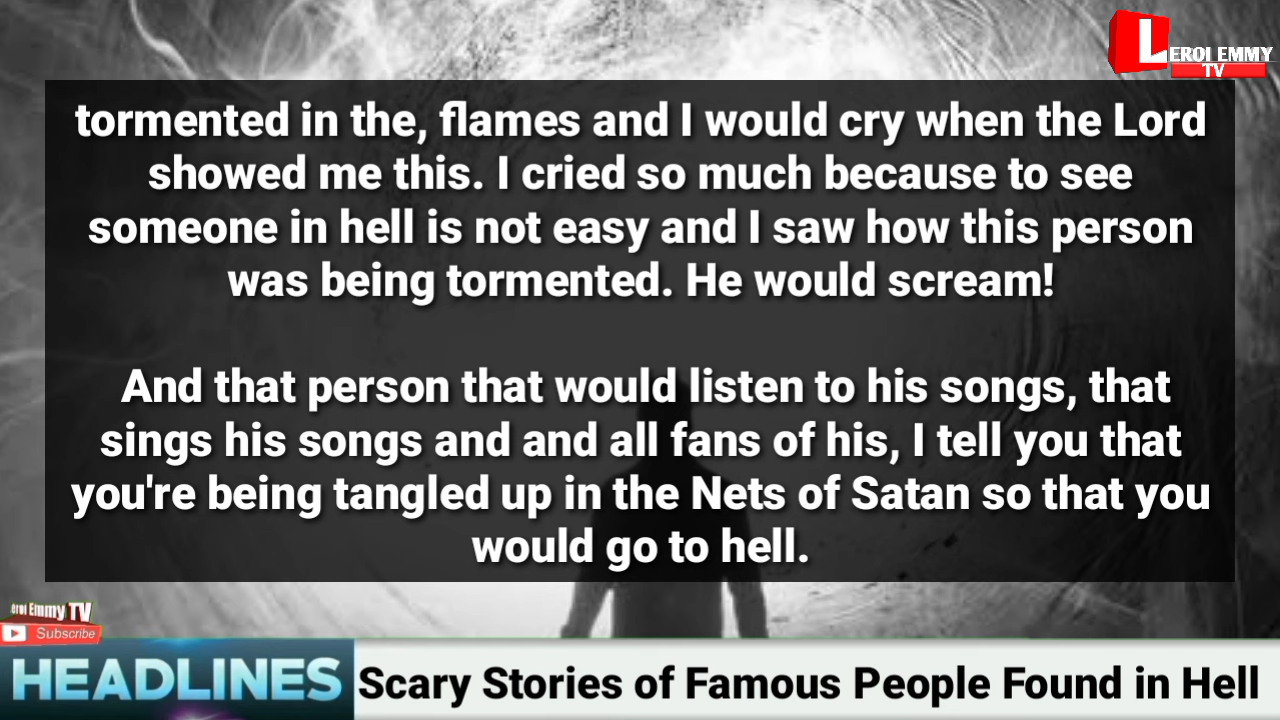 LEROI EMMY
TV
tormented in the, flames and I would cry when the Lord
showed me this. I cried so much because to see
someone in hell is not easy and I saw how this person
was being tormented. He would scream!
And that person that would listen to his songs, that
sings his songs and and all fans of his, I tell you that
you're being tangled up in the Nets of Satan so that you
would go to hell.
eroi Emmy TV
Subscribe
HEADLINES
Scary Stories of Famous People Found in Hell